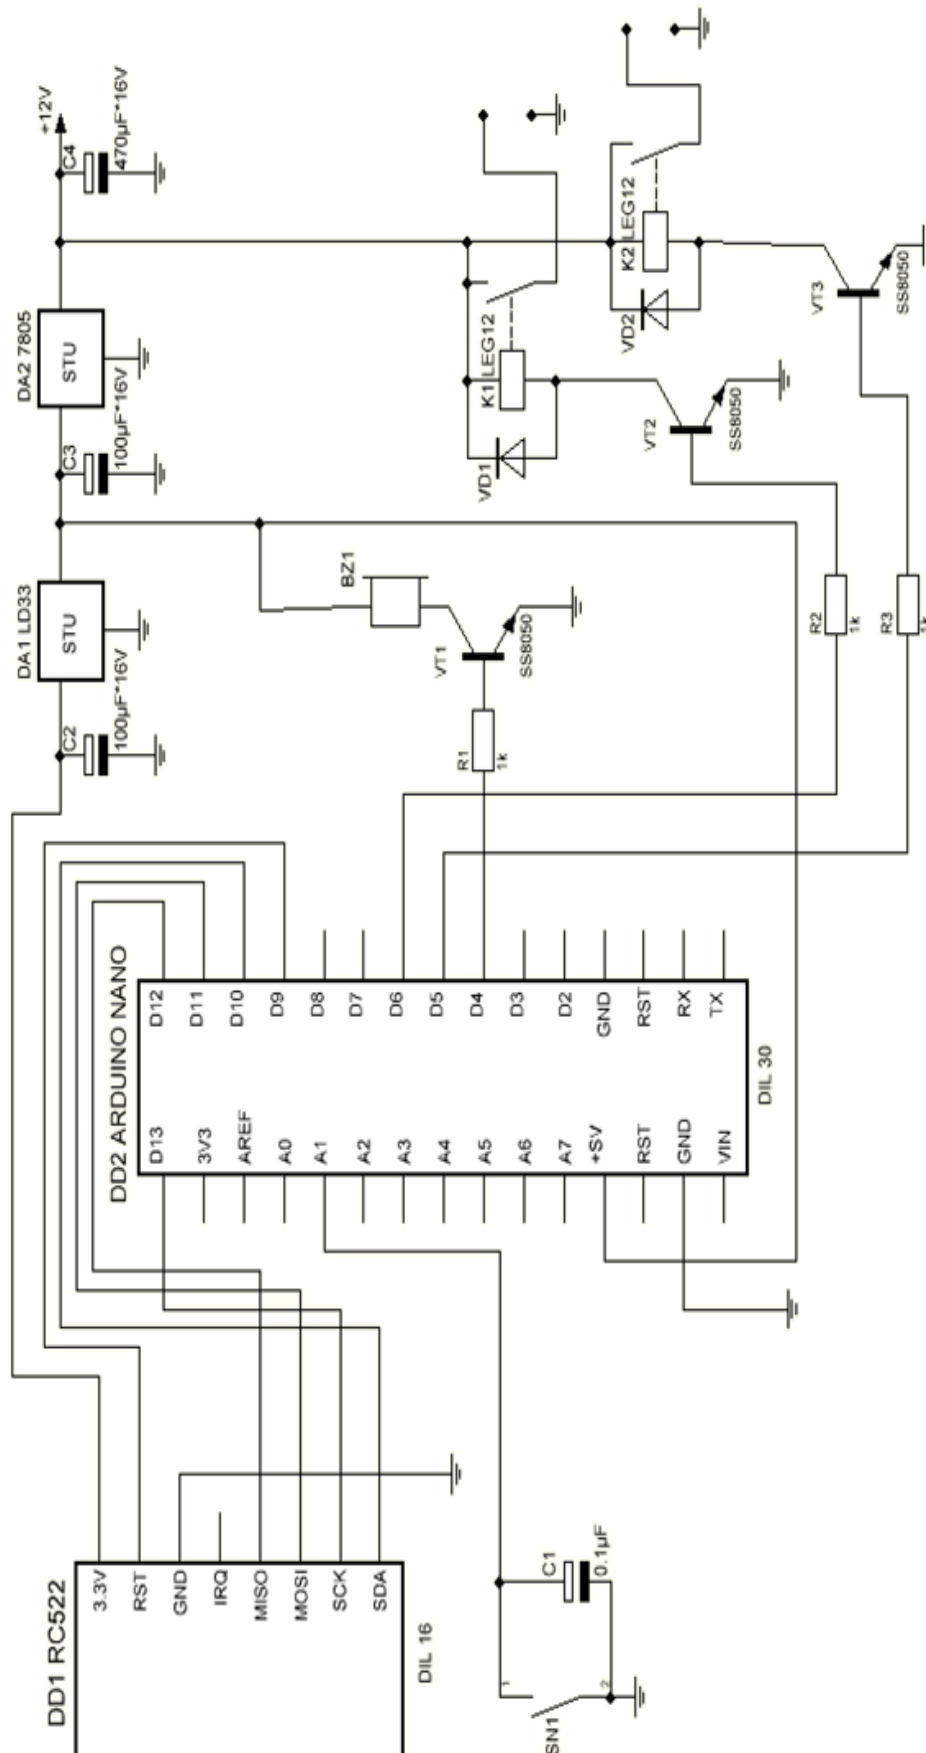 +12V
C4
470µF*16V
DA2 7805
STU
C3
100µF*16V
DA1 LD33
STU
C2
100µF*16V
K2 LEG12
VD2
VT3
SS8050
K1 LEG12
VD1
VT2
SS8050
BZ1
VT1
SS8050
R1
1k
R2
1k
R3
1k
DD2 ARDUINO NANO
D12
D11
D10
D9
D8
D7
D6
D5
D4
D3
D2
GND
RST
RX
TX
D13
3V3
AREF
A0
A1
A2
A3
A4
A5
A6
A7
+SV
RST
GND
VIN
DIL 30
DD1 RC522
3.3V
RST
GND
IRQ
MISO
MOSI
SCK
SDA
DIL 16
C1
0.1µF
1
2
SN1